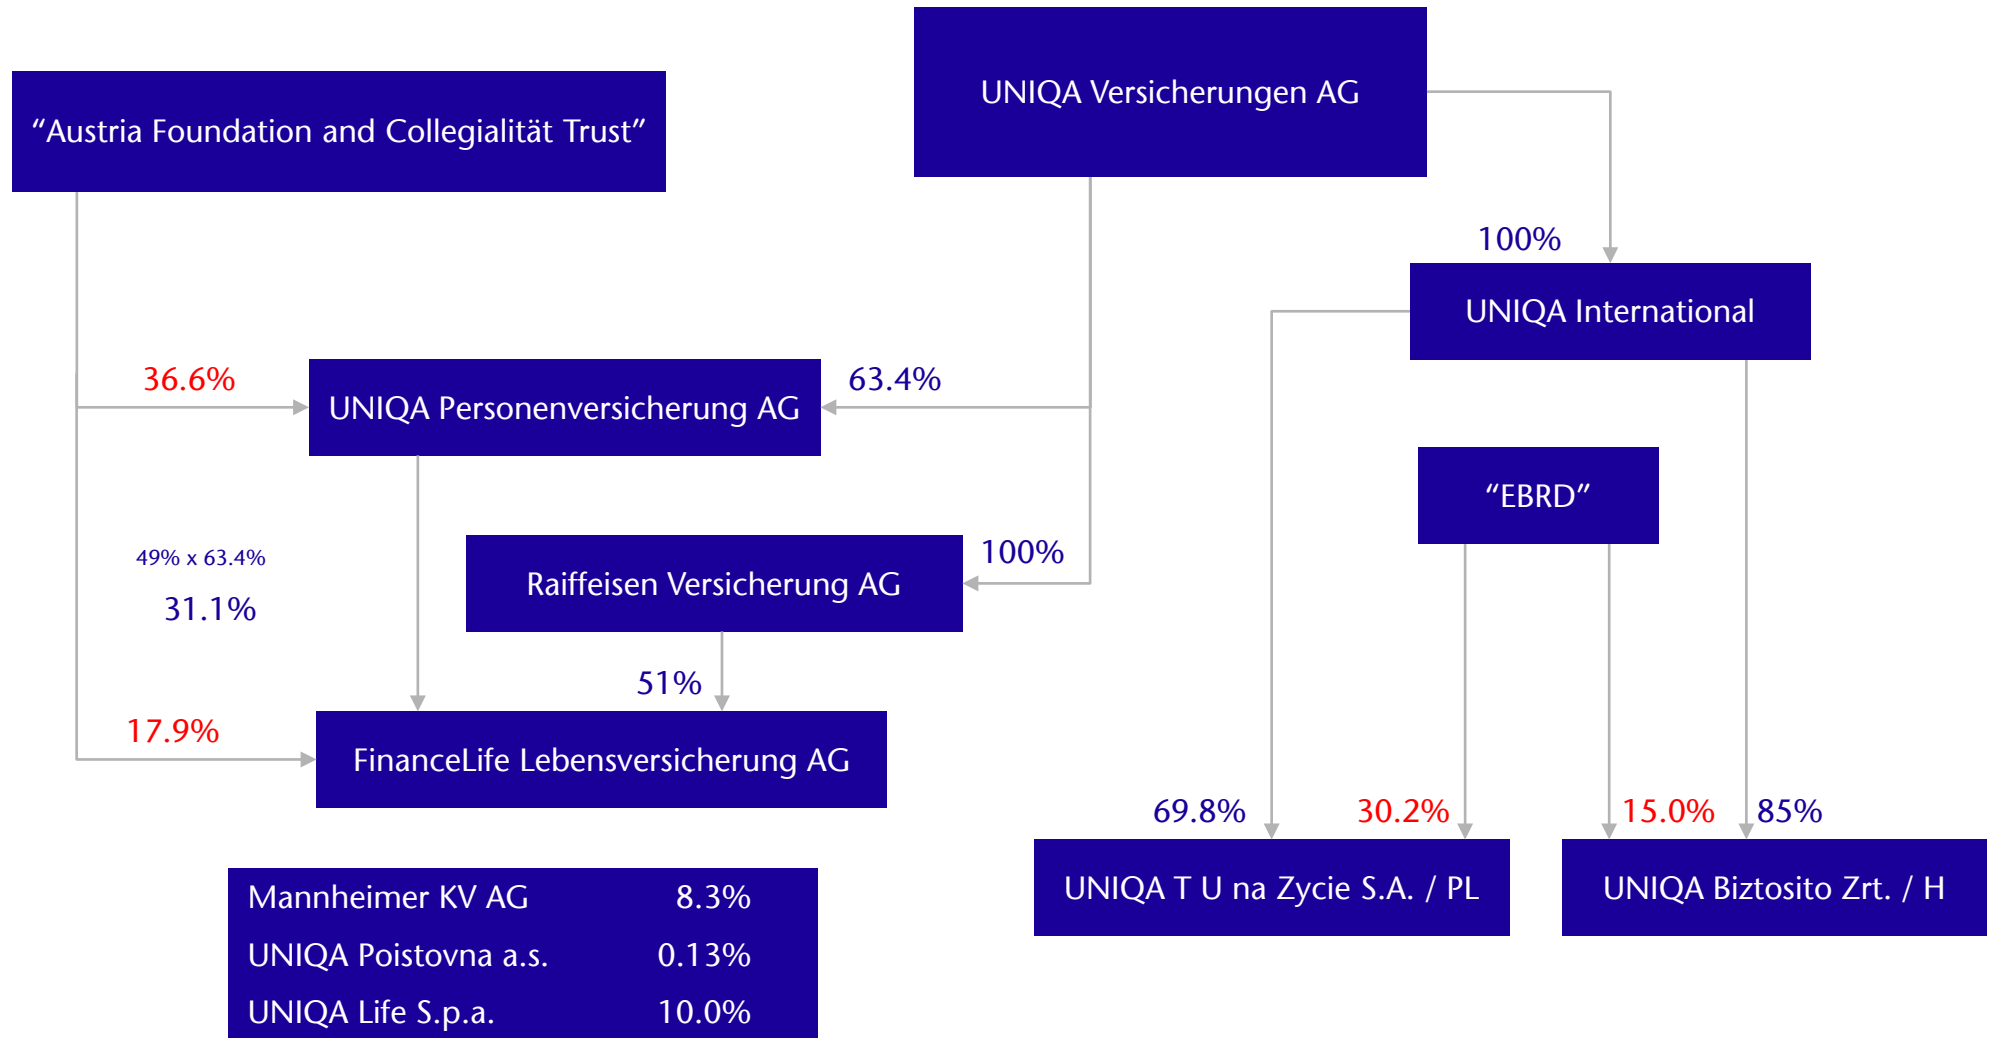 UNIQA Versicherungen AG
“Austria Foundation and Collegialität Trust”
100%
UNIQA International
36.6%
63.4%
UNIQA Personenversicherung AG
“EBRD”
49% x 63.4%
31.1%
100%
Raiffeisen Versicherung AG
51%
17.9%
FinanceLife Lebensversicherung AG
69.8%
30.2%
15.0%
85%
UNIQA T U na Zycie S.A. / PL
UNIQA Biztosito Zrt. / H
Mannheimer KV AG 8.3%
UNIQA Poistovna a.s. 0.13%
UNIQA Life S.p.a. 10.0%